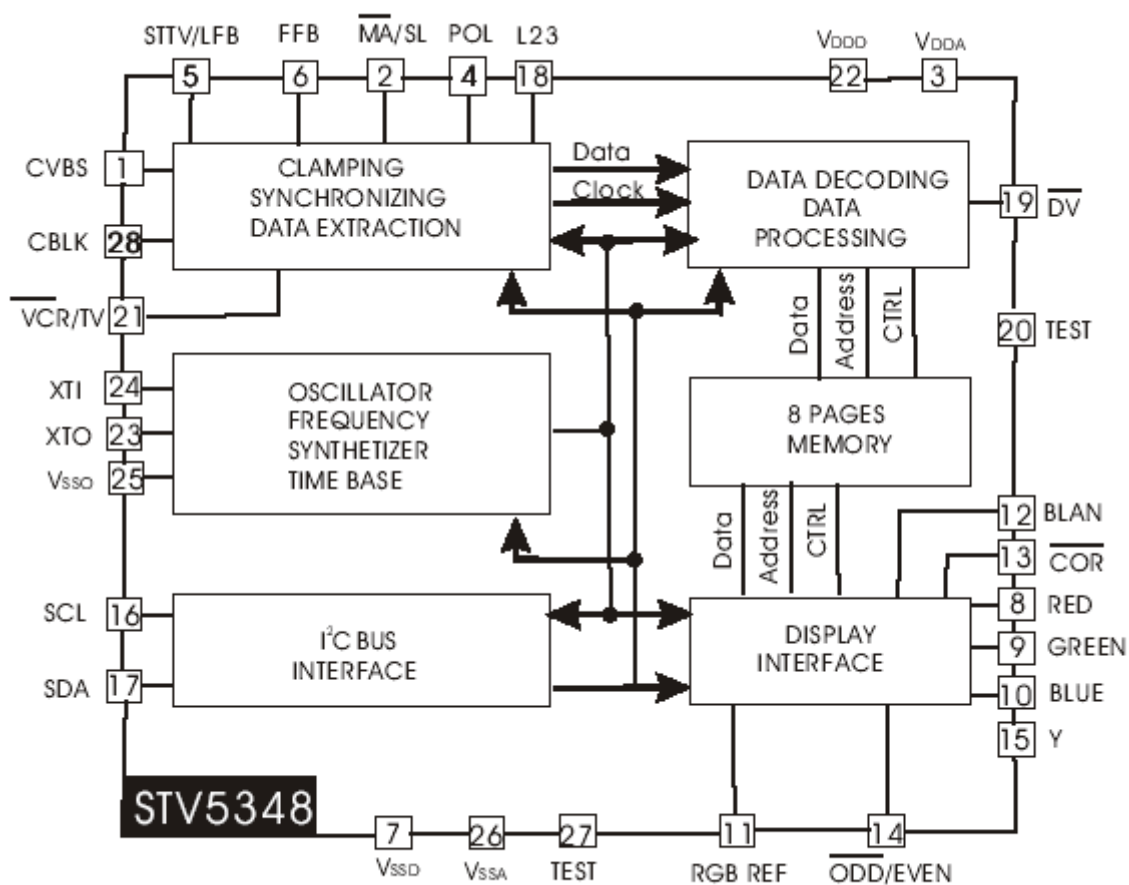 STTV/LFB FFB MA/SL POL L23 VDDD VDDA
5 6 2 4 18 22 3
CVBS 1
CLAMPING
SYNCHRONIZING
DATA EXTRACTION
Data
Clock
DATA DECODING
DATA
PROCESSING
19 DV
CBLK 28
VCR/TV 21
Data Address CTRL
20 TEST
XTI 24
XTO 23
VSSO 25
OSCILLATOR
FREQUENCY
SYNTHETIZER
TIME BASE
8 PAGES
MEMORY
Data Address CTRL
12 BLAN
13 COR
SCL 16
SDA 17
I²C BUS
INTERFACE
DISPLAY
INTERFACE
8 RED
9 GREEN
10 BLUE
15 Y
STV5348
7 26 27 11 14
VSSD VSSA TEST RGB REF ODD/EVEN